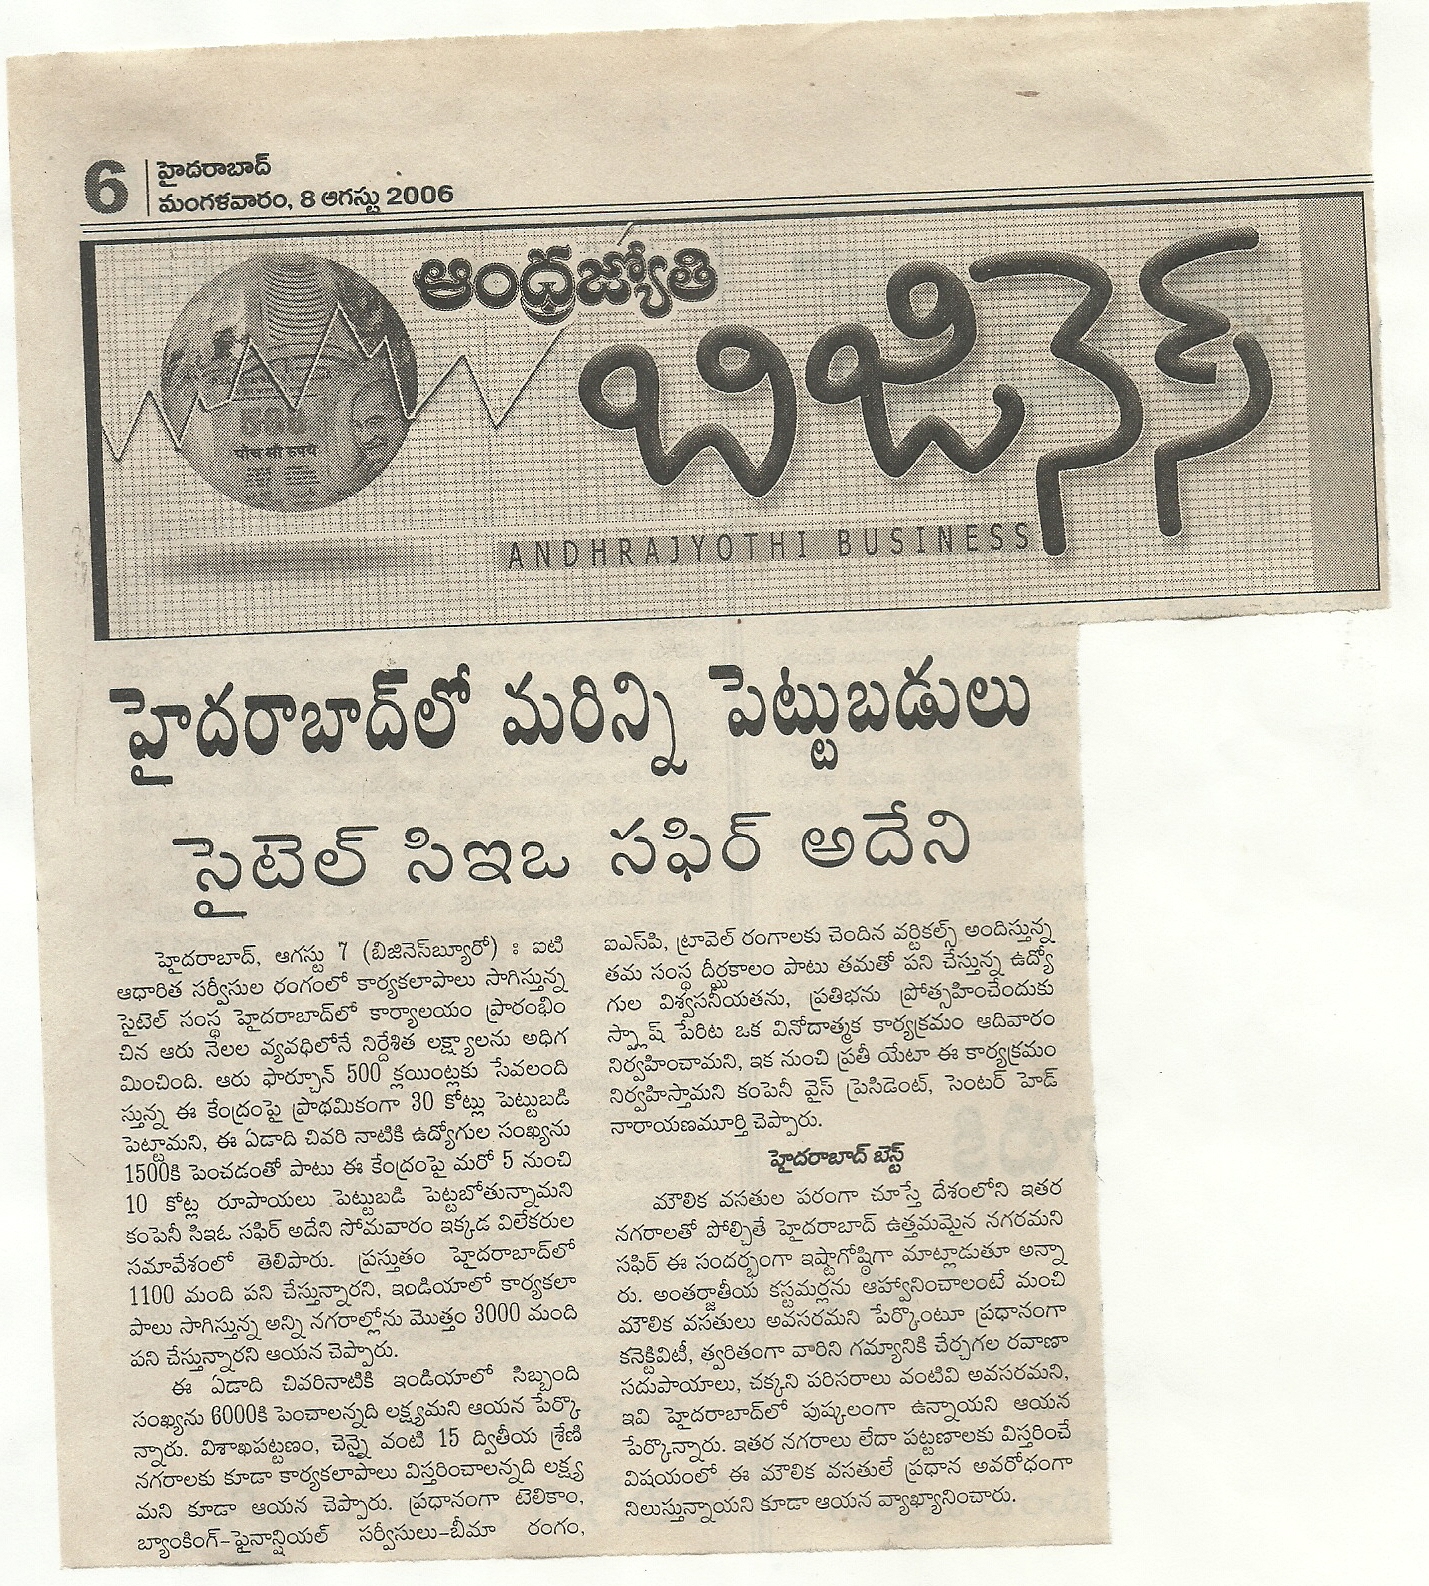 6
హైదరాబాద్
మంగళవారం, 8 ఆగస్టు 2006
ఆంధ్రజ్యోతి
బిజినెస్
पाँच सौ रुपये
ANDHRAJYOTHI BUSINESS
హైదరాబాద్‌లో మరిన్ని పెట్టుబడులు
సైటెల్ సిఇఒ సఫిర్ అదేని
హైదరాబాద్, ఆగస్టు 7 (బిజినెస్‌బ్యూరో) : ఐటి
ఆధారిత సర్వీసుల రంగంలో కార్యకలాపాలు సాగిస్తున్న
సైటెల్ సంస్థ హైదరాబాద్‌లో కార్యాలయం ప్రారంభిం
చిన ఆరు నెలల వ్యవధిలోనే నిర్దేశిత లక్ష్యాలను అధిగ
మించింది. ఆరు ఫార్చూన్ 500 క్లయింట్లకు సేవలంది
స్తున్న ఈ కేంద్రంపై ప్రాథమికంగా 30 కోట్లు పెట్టుబడి
పెట్టామని, ఈ ఏడాది చివరి నాటికి ఉద్యోగుల సంఖ్యను
1500కి పెంచడంతో పాటు ఈ కేంద్రంపై మరో 5 నుంచి
10 కోట్ల రూపాయలు పెట్టుబడి పెట్టబోతున్నామని
కంపెనీ సిఇఓ సఫిర్ అదేని సోమవారం ఇక్కడ విలేకరుల
సమావేశంలో తెలిపారు. ప్రస్తుతం హైదరాబాద్‌లో
1100 మంది పని చేస్తున్నారని, ఇండియాలో కార్యకలా
పాలు సాగిస్తున్న అన్ని నగరాల్లోను మొత్తం 3000 మంది
పని చేస్తున్నారని ఆయన చెప్పారు.
ఈ ఏడాది చివరినాటికి ఇండియాలో సిబ్బంది
సంఖ్యను 6000కి పెంచాలన్నది లక్ష్యమని ఆయన పేర్కొ
న్నారు. విశాఖపట్టణం, చెన్నై వంటి 15 ద్వితీయ శ్రేణి
నగరాలకు కూడా కార్యకలాపాలు విస్తరించాలన్నది లక్ష్య
మని కూడా ఆయన చెప్పారు. ప్రధానంగా టెలికాం,
బ్యాంకింగ్-ఫైనాన్షియల్ సర్వీసులు-బీమా రంగం,
ఐఎస్‌పి, ట్రావెల్ రంగాలకు చెందిన వర్టికల్స్ అందిస్తున్న
తమ సంస్థ దీర్ఘకాలం పాటు తమతో పని చేస్తున్న ఉద్యో
గుల విశ్వసనీయతను, ప్రతిభను ప్రోత్సహించేందుకు
స్ప్లాష్ పేరిట ఒక వినోదాత్మక కార్యక్రమం ఆదివారం
నిర్వహించామని, ఇక నుంచి ప్రతీ యేటా ఈ కార్యక్రమం
నిర్వహిస్తామని కంపెనీ వైస్ ప్రెసిడెంట్, సెంటర్ హెడ్
నారాయణమూర్తి చెప్పారు.
హైదరాబాద్ బెస్ట్
మౌలిక వసతుల పరంగా చూస్తే దేశంలోని ఇతర
నగరాలతో పోల్చితే హైదరాబాద్ ఉత్తమమైన నగరమని
సఫిర్ ఈ సందర్భంగా ఇష్టాగోష్ఠిగా మాట్లాడుతూ అన్నా
రు. అంతర్జాతీయ కస్టమర్లను ఆహ్వానించాలంటే మంచి
మౌలిక వసతులు అవసరమని పేర్కొంటూ ప్రధానంగా
కనెక్టివిటీ, త్వరితంగా వారిని గమ్యానికి చేర్చగల రవాణా
సదుపాయాలు, చక్కని పరిసరాలు వంటివి అవసరమని,
ఇవి హైదరాబాద్‌లో పుష్కలంగా ఉన్నాయని ఆయన
పేర్కొన్నారు. ఇతర నగరాలు లేదా పట్టణాలకు విస్తరించే
విషయంలో ఈ మౌలిక వసతులే ప్రధాన అవరోధంగా
నిలుస్తున్నాయని కూడా ఆయన వ్యాఖ్యానించారు.